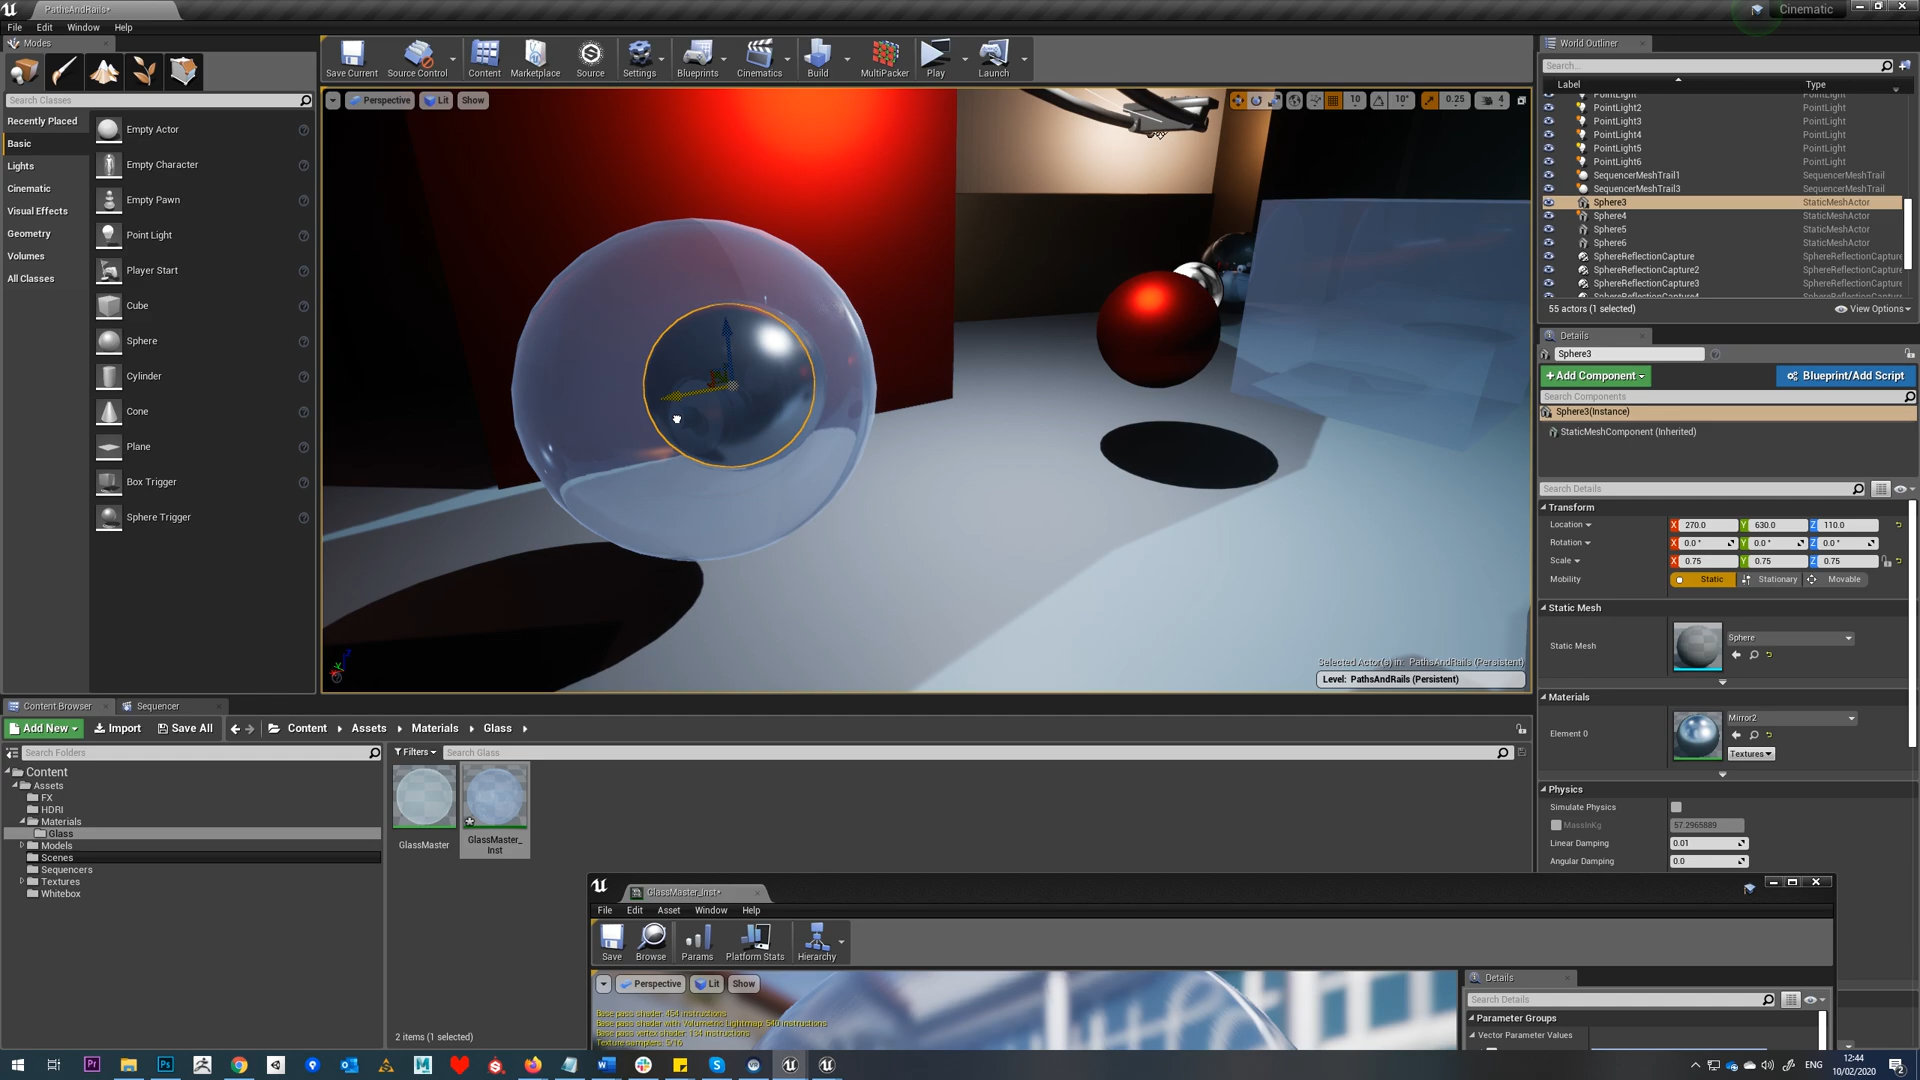 PathsAndRails*
Cinematic
File Edit Window Help
Modes
Search Classes
Recently Placed
Basic
Lights
Cinematic
Visual Effects
Geometry
Volumes
All Classes
Empty Actor
Empty Character
Empty Pawn
Point Light
Player Start
Cube
Sphere
Cylinder
Cone
Plane
Box Trigger
Sphere Trigger
Save Current Source Control Content Marketplace Source Settings Blueprints Cinematics Build MultiPacker Play Launch
Perspective Lit Show
10 10° 0.25 4
Selected Actor(s) in: PathsAndRails (Persistent)
Level: PathsAndRails (Persistent)
World Outliner
Search...
Label Type
PointLight PointLight
PointLight2 PointLight
PointLight3 PointLight
PointLight4 PointLight
PointLight5 PointLight
PointLight6 PointLight
SequencerMeshTrail1 SequencerMeshTrail
SequencerMeshTrail3 SequencerMeshTrail
Sphere3 StaticMeshActor
Sphere4 StaticMeshActor
Sphere5 StaticMeshActor
Sphere6 StaticMeshActor
SphereReflectionCapture SphereReflectionCapture
SphereReflectionCapture2 SphereReflectionCapture
SphereReflectionCapture3 SphereReflectionCapture
SphereReflectionCapture4 SphereReflectionCapture
55 actors (1 selected) View Options
Details
Sphere3
+Add Component Blueprint/Add Script
Search Components
Sphere3(Instance)
StaticMeshComponent (Inherited)
Search Details
Transform
Location X 270.0 Y 630.0 Z 110.0
Rotation X 0.0 ° Y 0.0 ° Z 0.0 °
Scale X 0.75 Y 0.75 Z 0.75
Mobility Static Stationary Movable
Static Mesh
Static Mesh Sphere
Materials
Element 0 Mirror2
Textures
Physics
Simulate Physics
MassInKg 57.2965889
Linear Damping 0.01
Angular Damping 0.0
Content Browser Sequencer
Add New Import Save All Content Assets Materials Glass
Search Folders
Filters Search Glass
Content
Assets
FX
HDRI
Materials
Glass
Models
Scenes
Sequencers
Textures
Whitebox
GlassMaster
GlassMaster_
Inst
2 items (1 selected)
GlassMaster_Inst*
File Edit Asset Window Help
Save Browse Params Platform Stats Hierarchy
Perspective Lit Show
Base pass shader: 454 instructions
Base pass shader with Volumetric Lightmap: 540 instructions
Base pass vertex shader: 134 instructions
Texture samplers: 5/16
Details
Search Details
Parameter Groups
Vector Parameter Values
ENG
12:44
10/02/2020